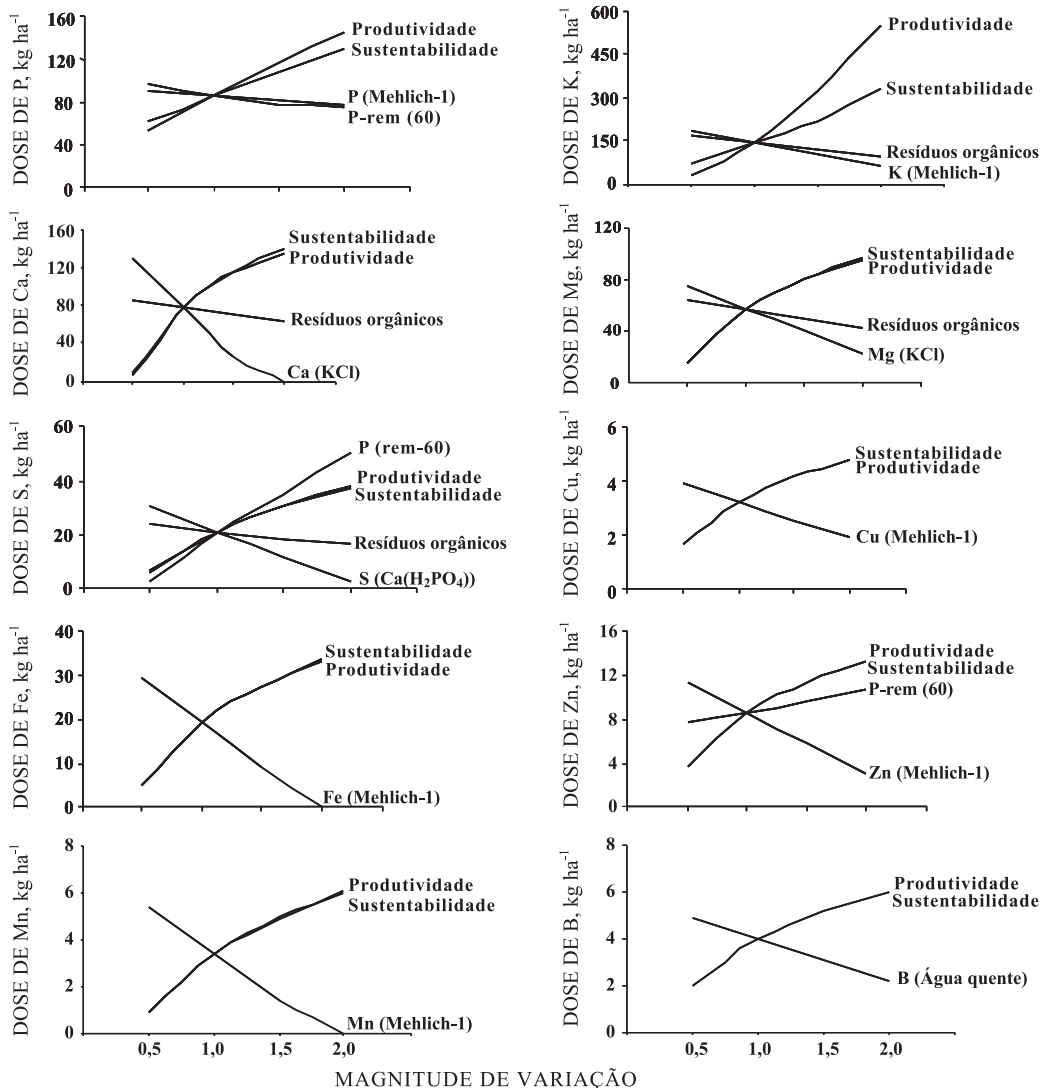 DOSE DE P, kg ha⁻¹
160
120
80
40
0
Produtividade
Sustentabilidade
P (Mehlich-1)
P-rem (60)
DOSE DE K, kg ha⁻¹
600
450
300
150
0
Produtividade
Sustentabilidade
Resíduos orgânicos
K (Mehlich-1)
DOSE DE Ca, kg ha⁻¹
160
120
80
40
0
Sustentabilidade
Produtividade
Resíduos orgânicos
Ca (KCl)
DOSE DE Mg, kg ha⁻¹
120
80
40
0
Sustentabilidade
Produtividade
Resíduos orgânicos
Mg (KCl)
DOSE DE S, kg ha⁻¹
60
40
20
0
P (rem-60)
Produtividade
Sustentabilidade
Resíduos orgânicos
S (Ca(H₂PO₄))
DOSE DE Cu, kg ha⁻¹
6
4
2
0
Sustentabilidade
Produtividade
Cu (Mehlich-1)
DOSE DE Fe, kg ha⁻¹
40
30
20
10
0
Sustentabilidade
Produtividade
Fe (Mehlich-1)
DOSE DE Zn, kg ha⁻¹
16
12
8
4
0
Produtividade
Sustentabilidade
P-rem (60)
Zn (Mehlich-1)
DOSE DE Mn, kg ha⁻¹
8
6
4
2
0
Produtividade
Sustentabilidade
Mn (Mehlich-1)
0,5 1,0 1,5 2,0
DOSE DE B, kg ha⁻¹
8
6
4
2
0
Produtividade
Sustentabilidade
B (Água quente)
0,5 1,0 1,5 2,0
MAGNITUDE DE VARIAÇÃO